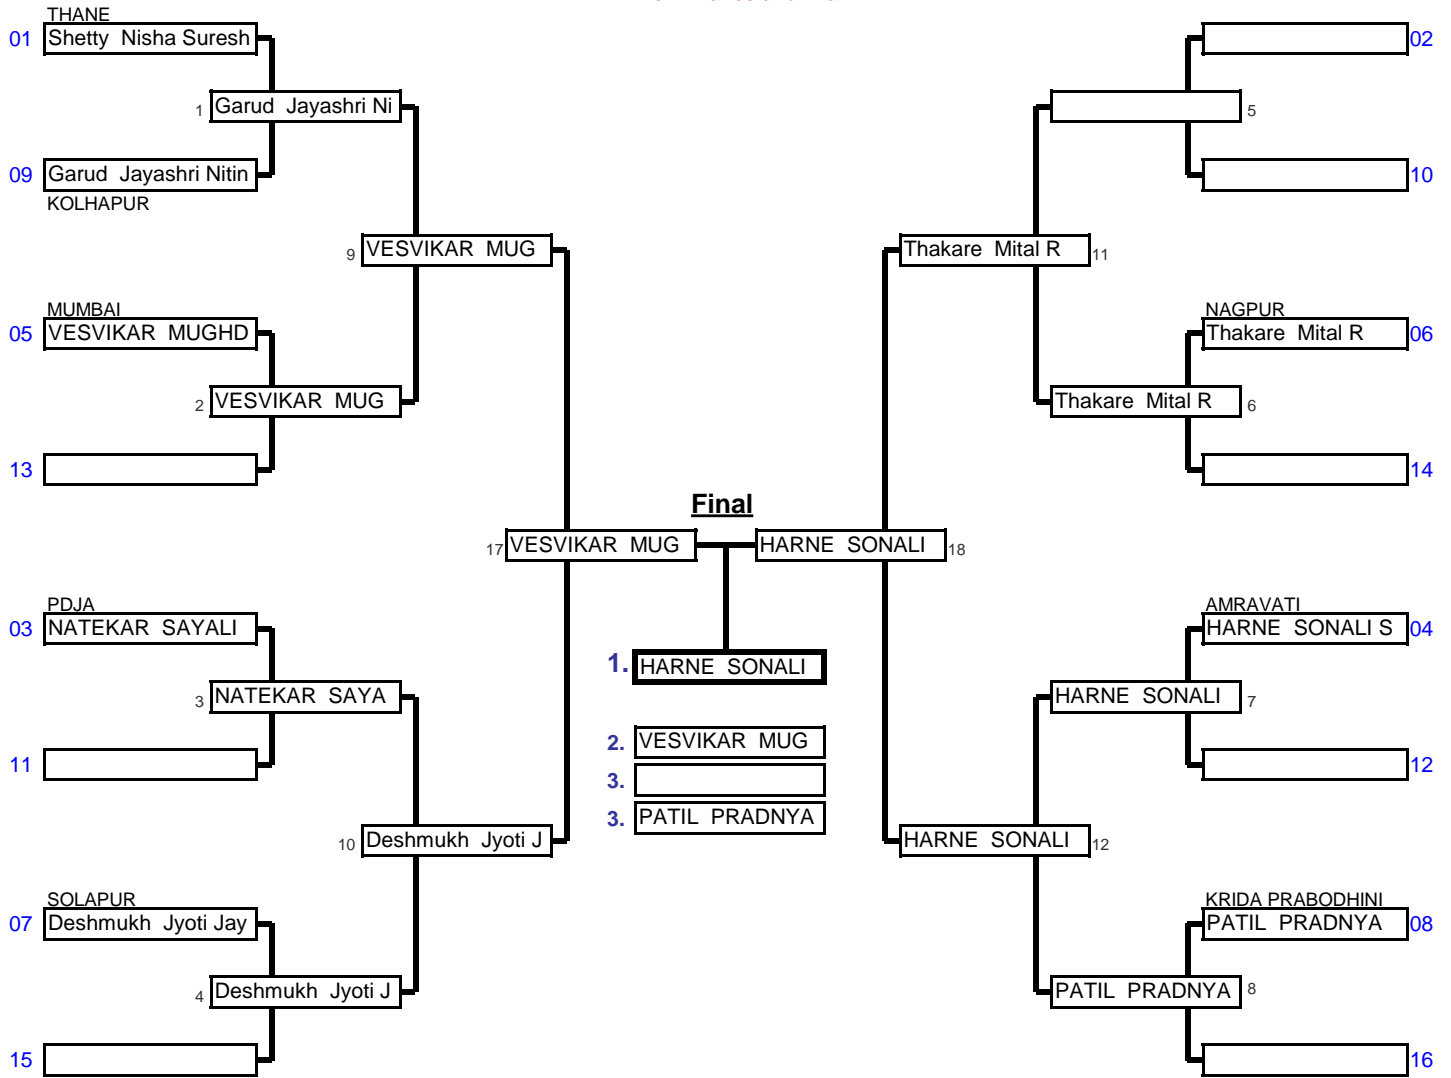 THANE
01 Shetty Nisha Suresh
02
1 Garud Jayashri Ni
5
09 Garud Jayashri Nitin
10
KOLHAPUR
9 VESVIKAR MUG
Thakare Mital R 11
MUMBAI
NAGPUR
05 VESVIKAR MUGHD
Thakare Mital R 06
2 VESVIKAR MUG
Thakare Mital R 6
13
14
Final
17 VESVIKAR MUG
HARNE SONALI 18
PDJA
AMRAVATI
03 NATEKAR SAYALI
HARNE SONALI S 04
1. HARNE SONALI
3 NATEKAR SAYA
HARNE SONALI 7
2. VESVIKAR MUG
11
3.
12
3. PATIL PRADNYA
10 Deshmukh Jyoti J
HARNE SONALI 12
SOLAPUR
KRIDA PRABODHINI
07 Deshmukh Jyoti Jay
PATIL PRADNYA 08
4 Deshmukh Jyoti J
PATIL PRADNYA 8
15
16